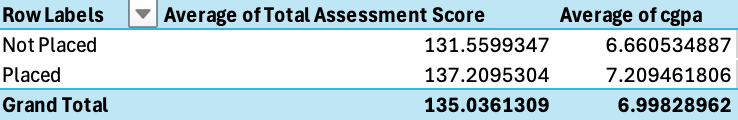 Row Labels Average of Total Assessment Score Average of cgpa
Not Placed 131.5599347 6.660534887
Placed 137.2095304 7.209461806
Grand Total 135.0361309 6.99828962